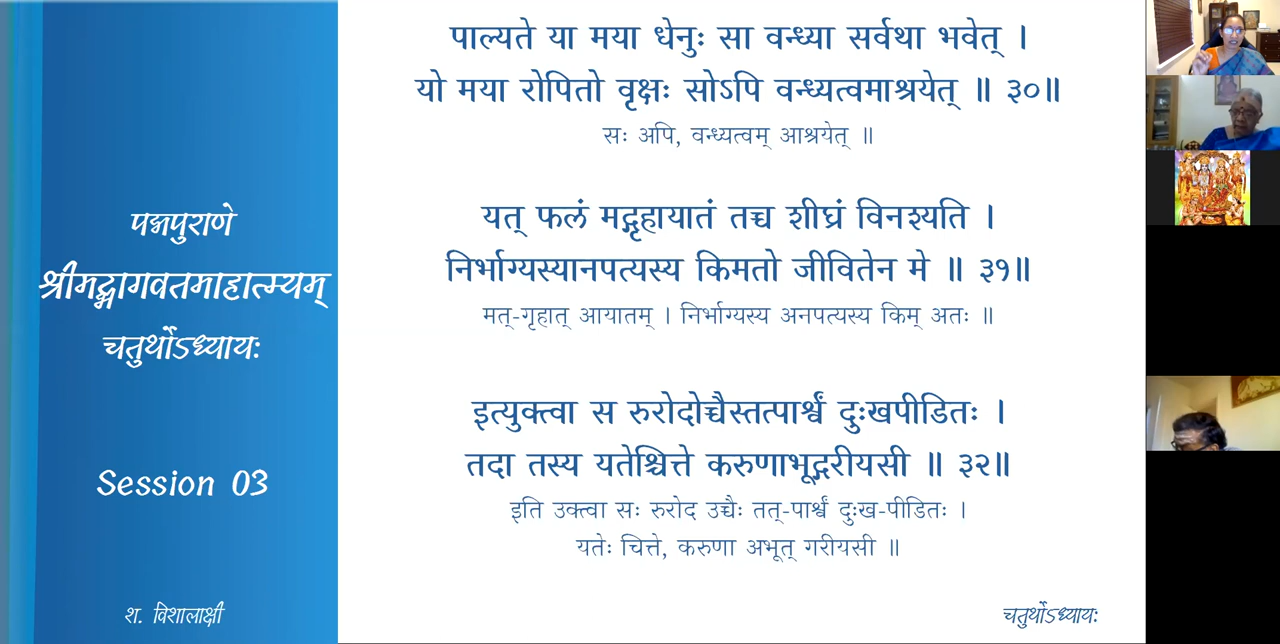 पद्मपुराणे
श्रीमद्भागवतमाहात्म्यम्
चतुर्थोऽध्यायः
Session 03
श. विशालाक्षी
पाल्यते या मया धेनुः सा वन्ध्या सर्वथा भवेत् ।
यो मया रोपितो वृक्षः सोऽपि वन्ध्यत्वमाश्रयेत् ॥ ३०॥
सः अपि, वन्ध्यत्वम् आश्रयेत् ॥
यत् फलं मद्गृहायातं तच्च शीघ्रं विनश्यति ।
निर्भाग्यस्यानपत्यस्य किमतो जीवितेन मे ॥ ३१॥
मत्-गृहात् आयातम् । निर्भाग्यस्य अनपत्यस्य किम् अतः ॥
इत्युक्त्वा स रुरोदोच्चैस्तत्पार्श्वं दुःखपीडितः ।
तदा तस्य यतेश्चित्ते करुणाभूद्गरीयसी ॥ ३२॥
इति उक्त्वा सः रुरोद उच्चैः तत्-पार्श्वं दुःख-पीडितः ।
यतेः चित्ते, करुणा अभूत् गरीयसी ॥
चतुर्थोऽध्यायः